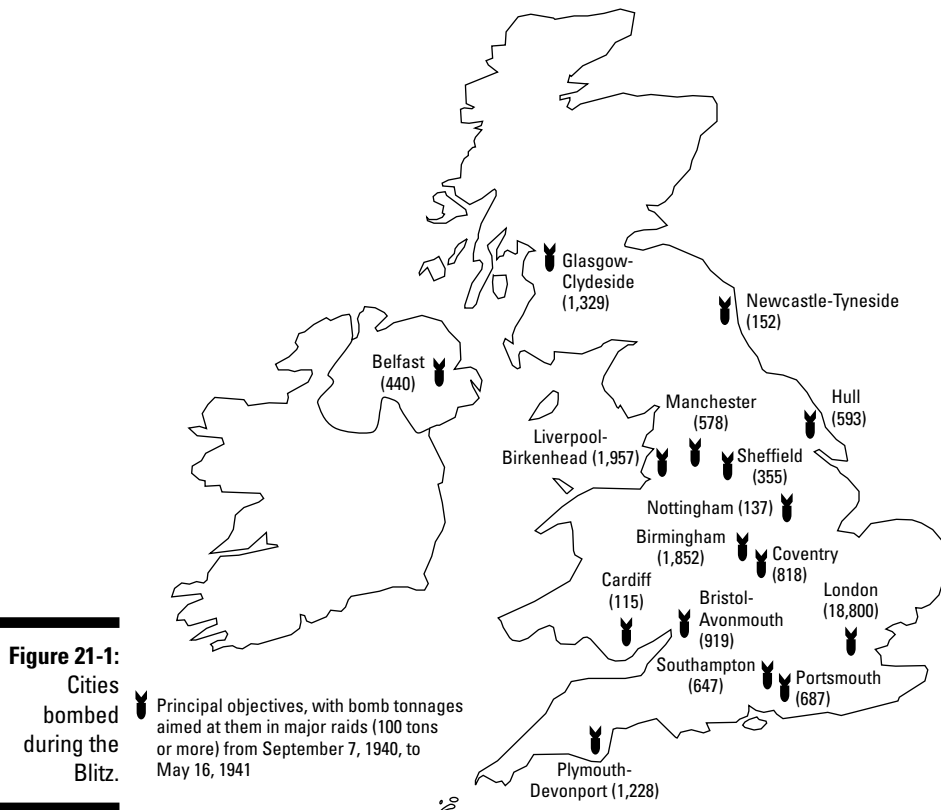 Glasgow-
Clydeside
(1,329)
Newcastle-Tyneside
(152)
Belfast
(440)
Manchester
(578)
Hull
(593)
Liverpool-
Birkenhead (1,957)
Sheffield
(355)
Nottingham (137)
Birmingham
(1,852)
Coventry
(818)
Cardiff
(115)
Bristol-
Avonmouth
(919)
London
(18,800)
Southampton
(647)
Portsmouth
(687)
Plymouth-
Devonport (1,228)
Figure 21-1:
Cities
bombed
during the
Blitz.
Principal objectives, with bomb tonnages
aimed at them in major raids (100 tons
or more) from September 7, 1940, to
May 16, 1941